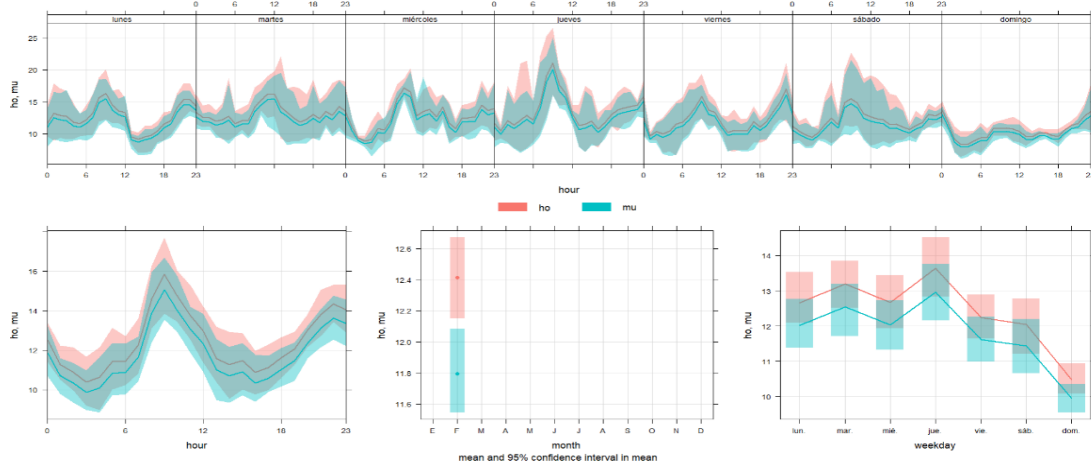 0 6 12 18 23 0 6 12 18 23 0 6 12 18 23
lunes martes miércoles jueves viernes sábado domingo
ho, mu
25
20
15
10
0 6 12 18 23 0 6 12 18 23 0 6 12 18 23 0 6 12 18 23
hour
ho mu
ho, mu
16
14
12
10
0 6 12 18 23
hour
ho, mu
12.6
12.4
12.2
12.0
11.8
11.6
E F M A M J J A S O N D
month
ho, mu
14
13
12
11
10
lun. mar. mié. jue. vie. sáb. dom.
weekday
mean and 95% confidence interval in mean